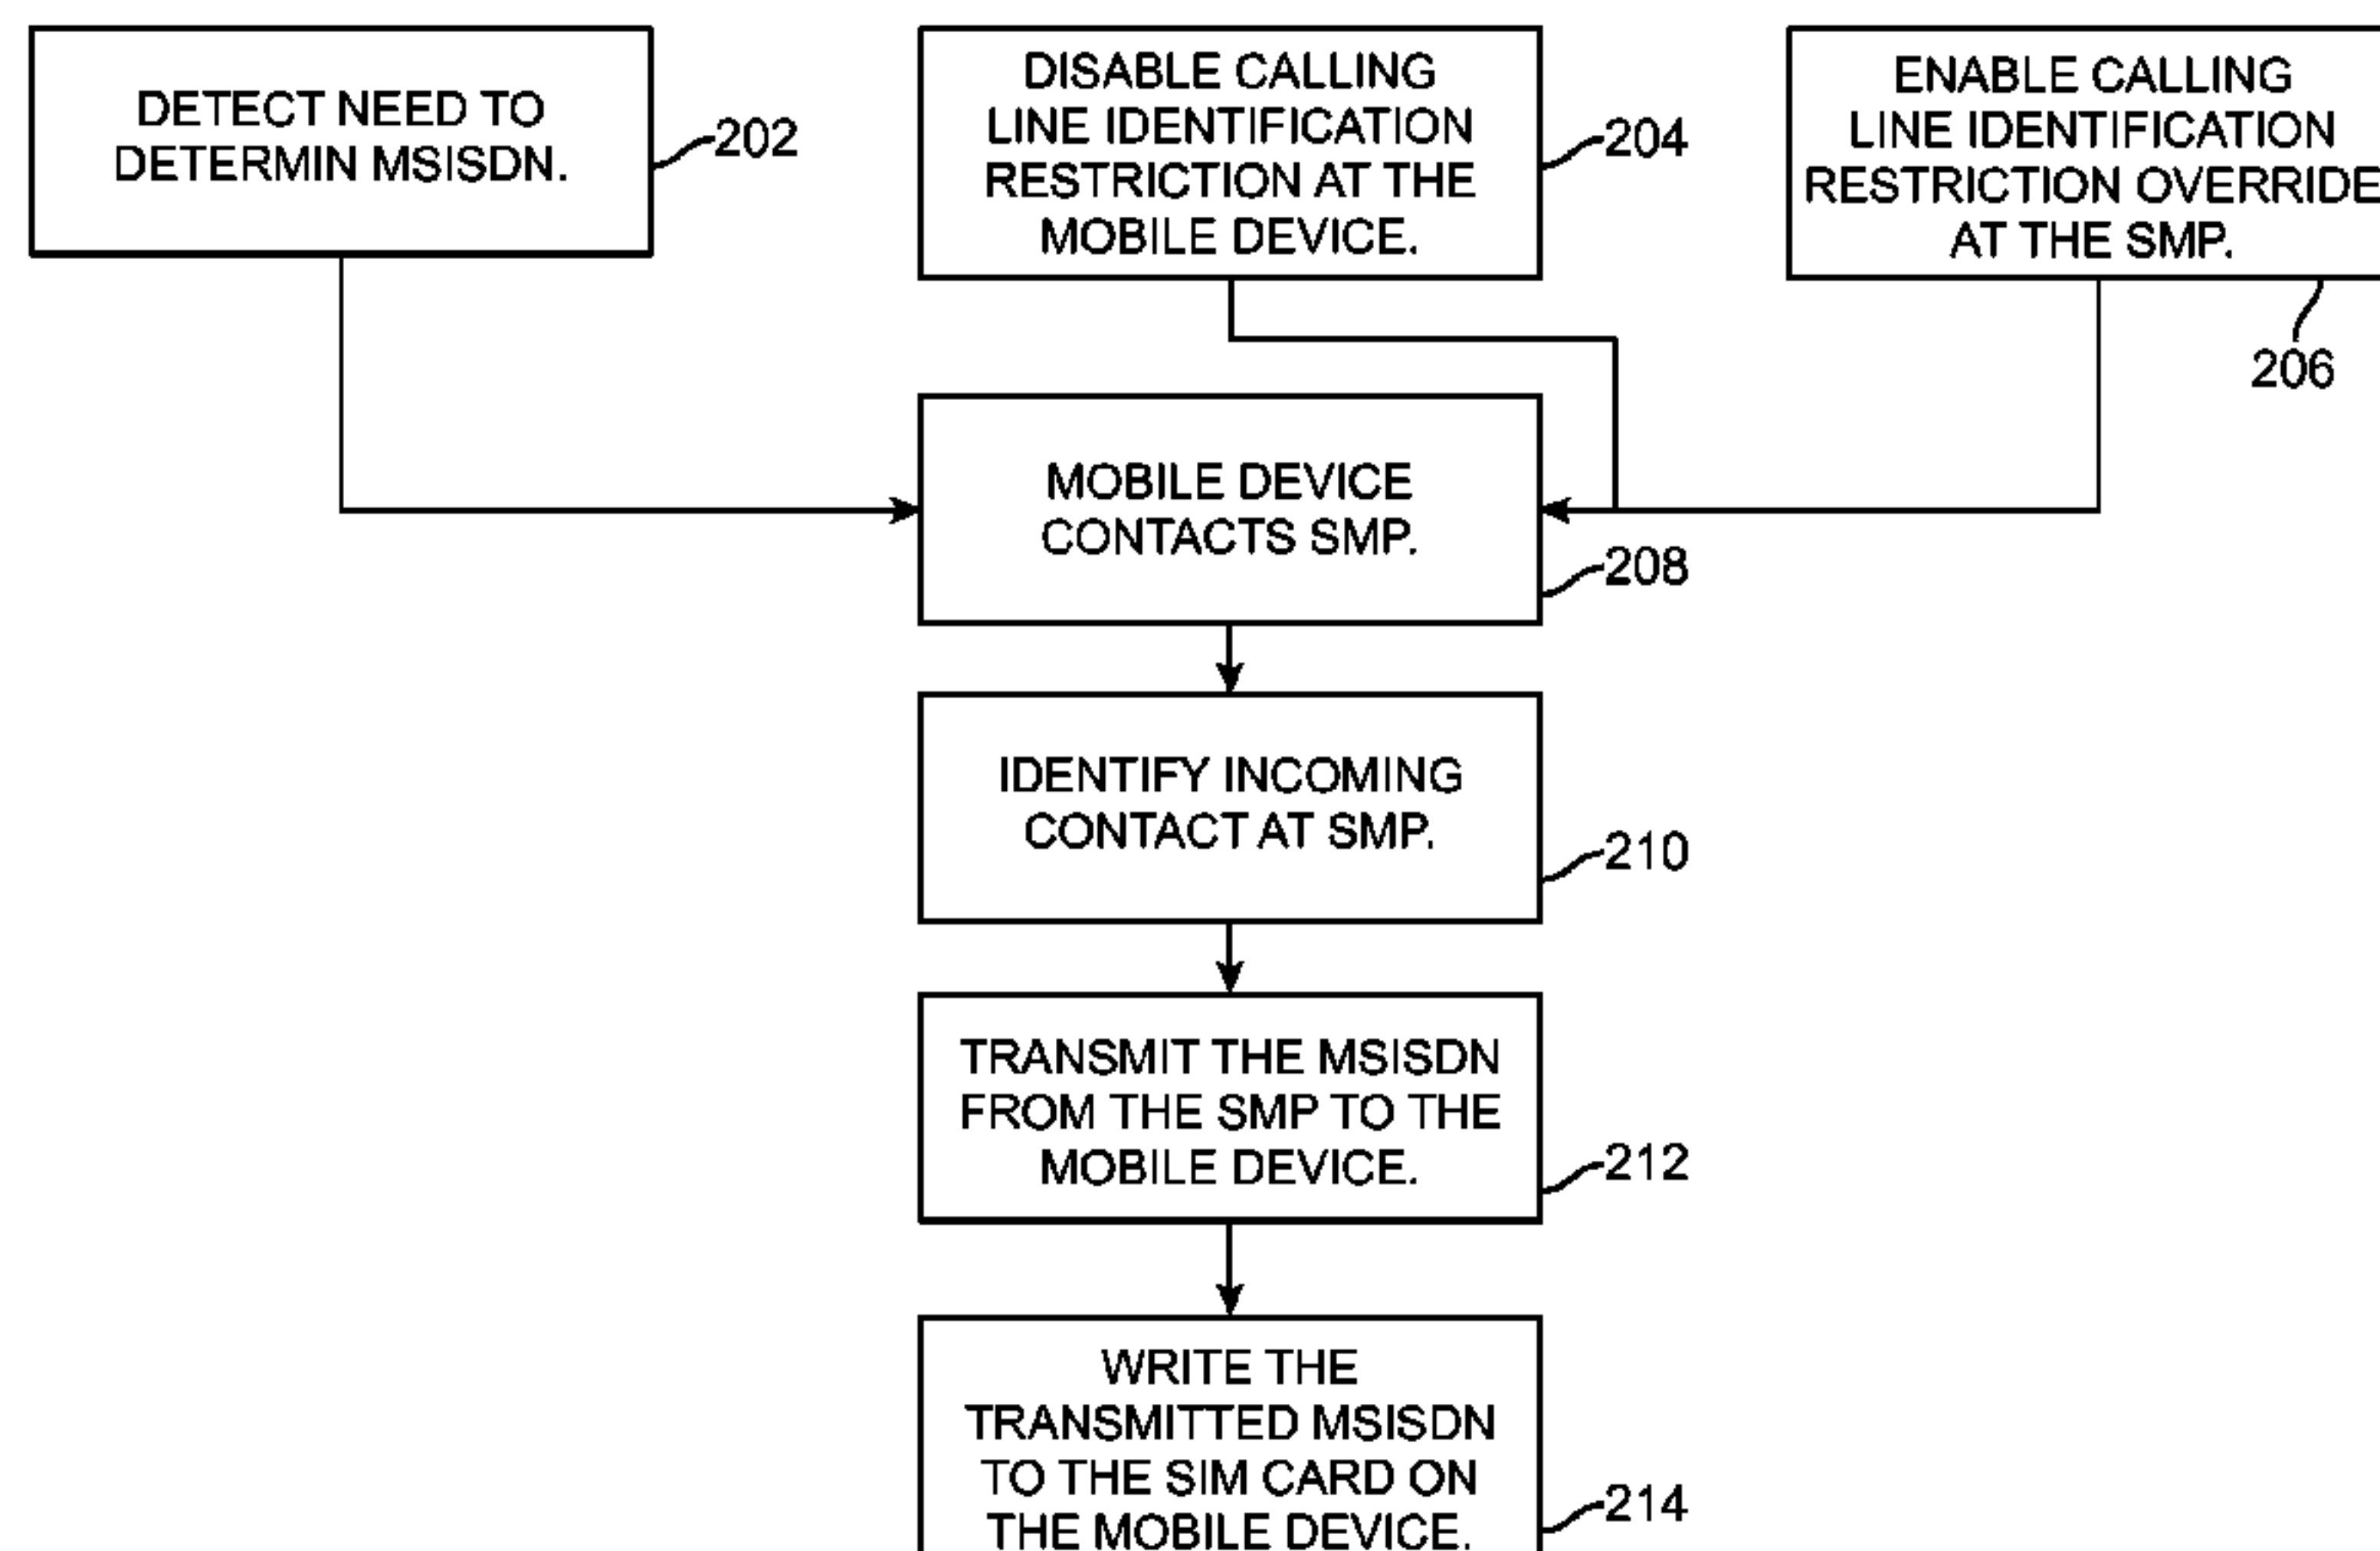 DETECT NEED TO
DETERMIN MSISDN.
202
DISABLE CALLING
LINE IDENTIFICATION
RESTRICTION AT THE
MOBILE DEVICE.
204
ENABLE CALLING
LINE IDENTIFICATION
RESTRICTION OVERRIDE
AT THE SMP.
206
MOBILE DEVICE
CONTACTS SMP.
208
IDENTIFY INCOMING
CONTACT AT SMP.
210
TRANSMIT THE MSISDN
FROM THE SMP TO THE
MOBILE DEVICE.
212
WRITE THE
TRANSMITTED MSISDN
TO THE SIM CARD ON
THE MOBILE DEVICE.
214